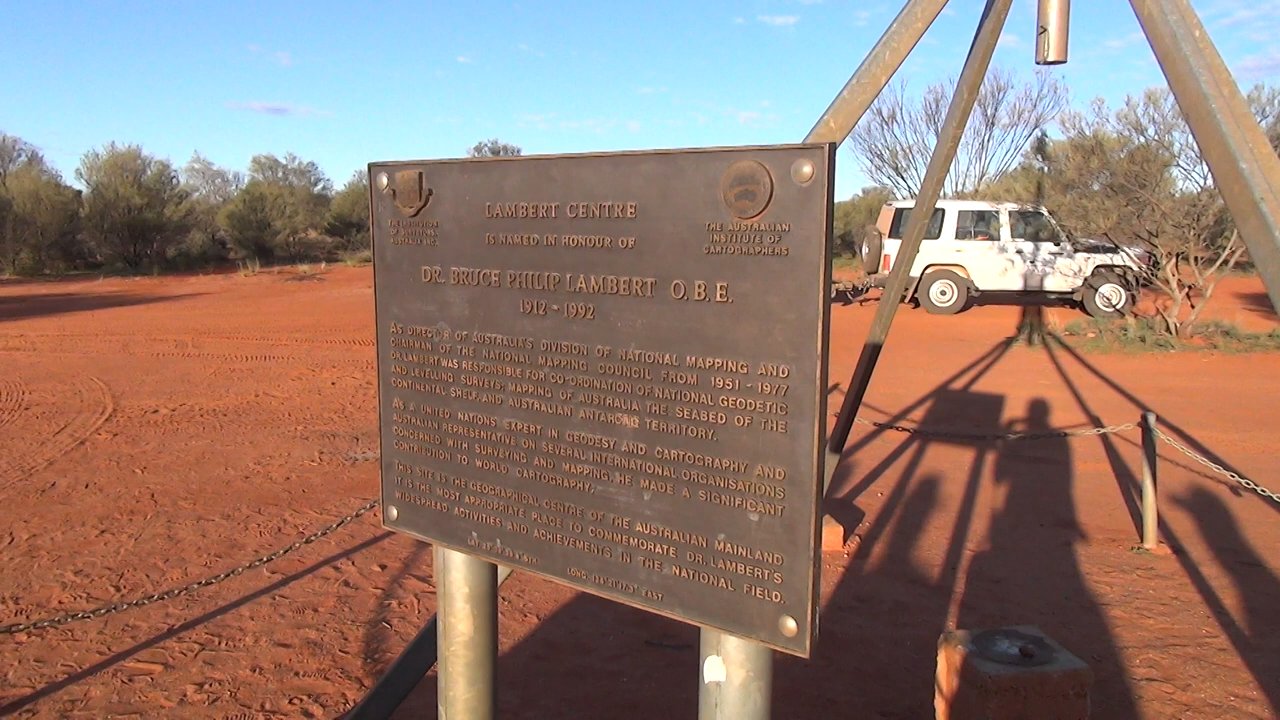 THE INSTITUTION
OF SURVEYORS,
AUSTRALIA INC.
LAMBERT CENTRE
IS NAMED IN HONOUR OF
THE AUSTRALIAN
INSTITUTE OF
CARTOGRAPHERS
DR. BRUCE PHILIP LAMBERT O.B.E.
1912 - 1992
AS DIRECTOR OF AUSTRALIA'S DIVISION OF NATIONAL MAPPING AND
CHAIRMAN OF THE NATIONAL MAPPING COUNCIL FROM 1951 - 1977
DR. LAMBERT WAS RESPONSIBLE FOR CO-ORDINATION OF NATIONAL GEODETIC
AND LEVELLING SURVEYS; MAPPING OF AUSTRALIA THE SEABED OF THE
CONTINENTAL SHELF, AND AUSTRALIAN ANTARCTIC TERRITORY.
AS A UNITED NATIONS EXPERT IN GEODESY AND CARTOGRAPHY AND
AUSTRALIAN REPRESENTATIVE ON SEVERAL INTERNATIONAL ORGANISATIONS
CONCERNED WITH SURVEYING AND MAPPING, HE MADE A SIGNIFICANT
CONTRIBUTION TO WORLD CARTOGRAPHY.
THIS SITE IS THE GEOGRAPHICAL CENTRE OF THE AUSTRALIAN MAINLAND
IT IS THE MOST APPROPRIATE PLACE TO COMMEMORATE DR. LAMBERT'S
WIDESPREAD ACTIVITIES AND ACHIEVEMENTS IN THE NATIONAL FIELD.
LONG. EAST